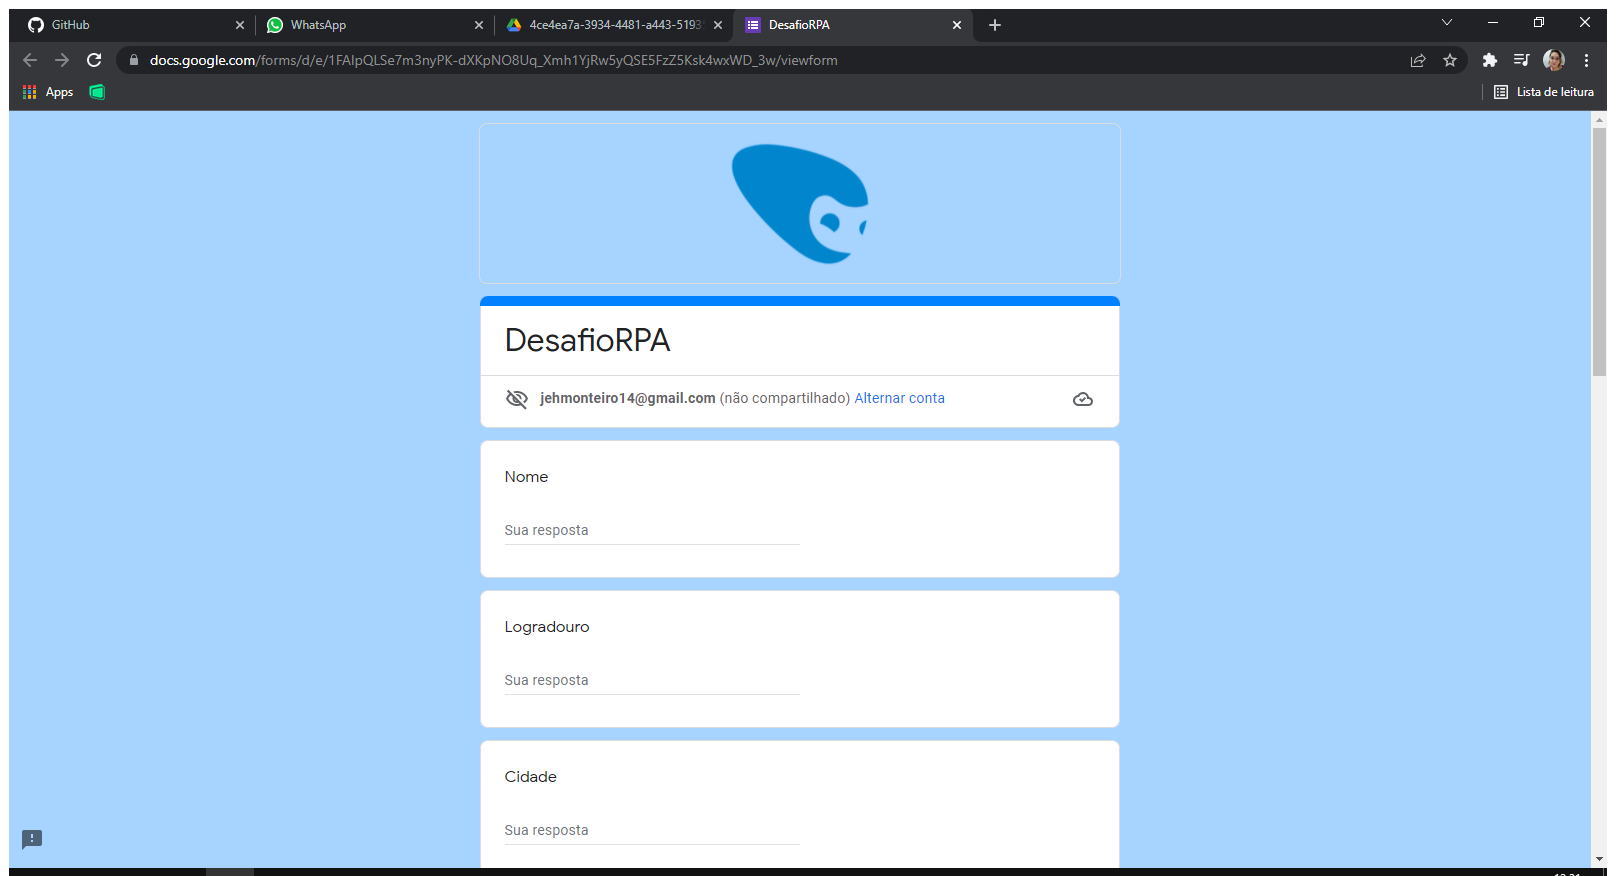 GitHub
WhatsApp
4ce4ea7a-3934-4481-a443-5193
DesafioRPA
docs.google.com/forms/d/e/1FAIpQLSe7m3nyPK-dXKpNO8Uq_Xmh1YjRw5yQSE5FzZ5Ksk4wxWD_3w/viewform
Apps
Lista de leitura
DesafioRPA
jehmonteiro14@gmail.com (não compartilhado) Alternar conta
Nome
Sua resposta
Logradouro
Sua resposta
Cidade
Sua resposta